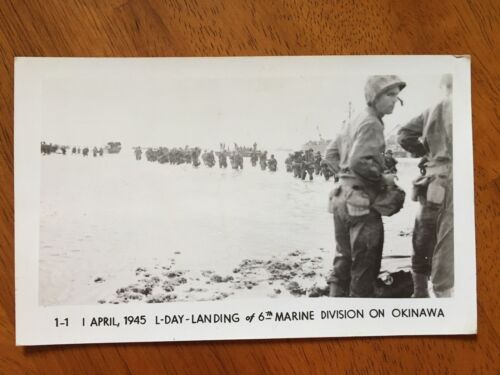 1-1 1 APRIL, 1945 L-DAY-LANDING of 6TH MARINE DIVISION ON OKINAWA